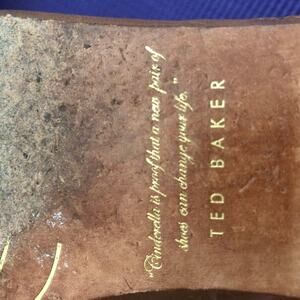 "Cinderella is proof that a new pair of
shoes can change your life."
TED BAKER